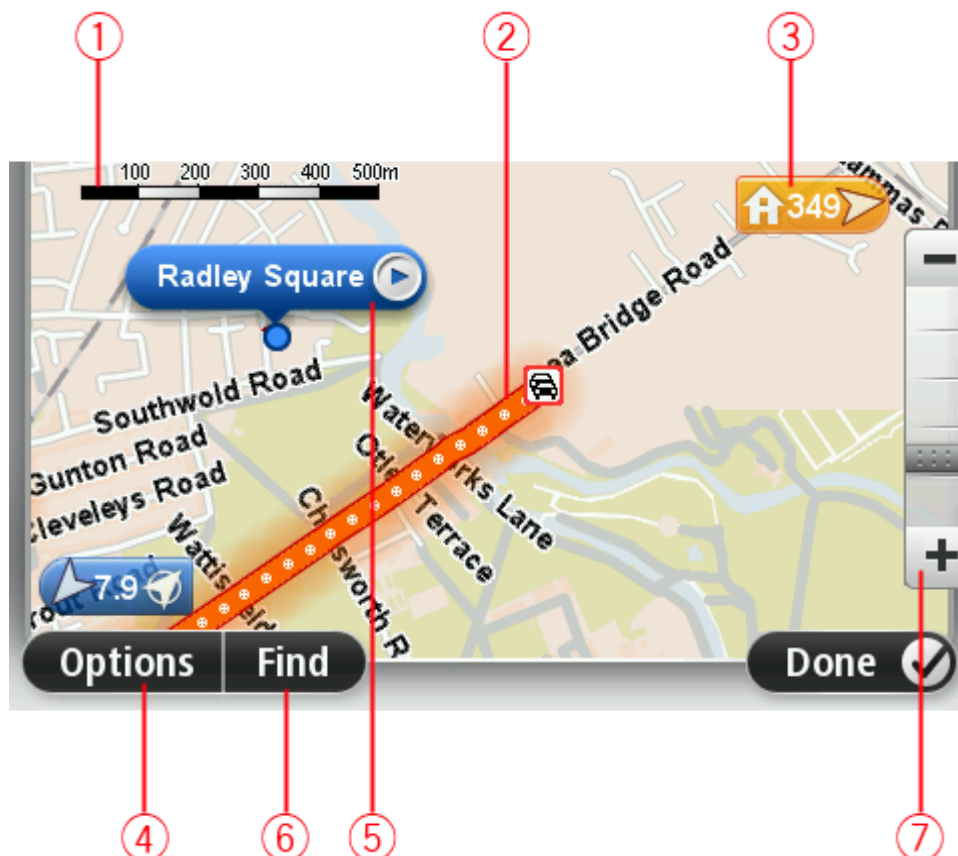 1
2
3
100 200 300 400 500m
349
Radley Square
ea Bridge Road
Southwold Road
Gunton Road
Cleveleys Road
Lane
Terrace
7.9
Options
Find
Done
4
6
5
7